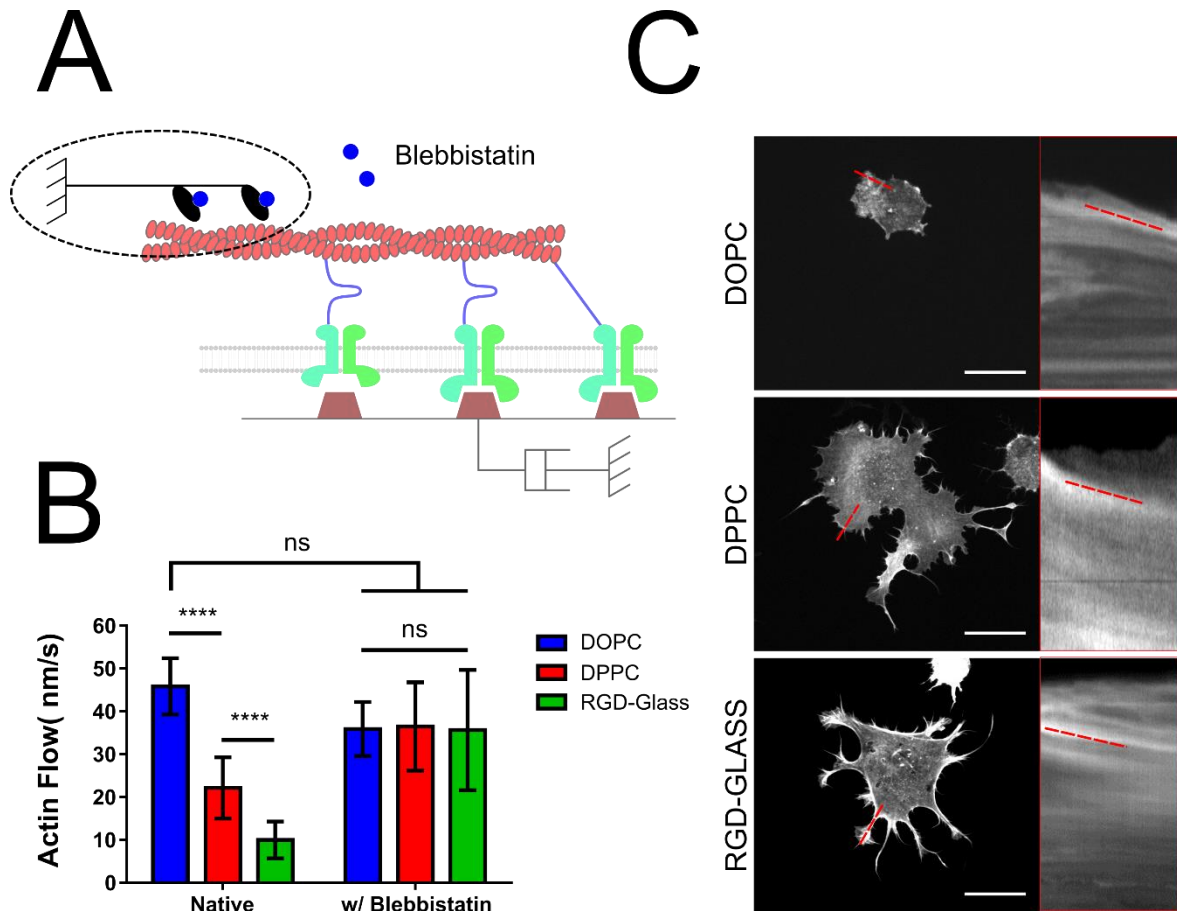 A
Blebbistatin
B
ns
****
ns
****
60
50
40
30
20
10
0
Actin Flow( nm/s)
Native
w/ Blebbistatin
DOPC
DPPC
RGD-Glass
C
DOPC
DPPC
RGD-GLASS